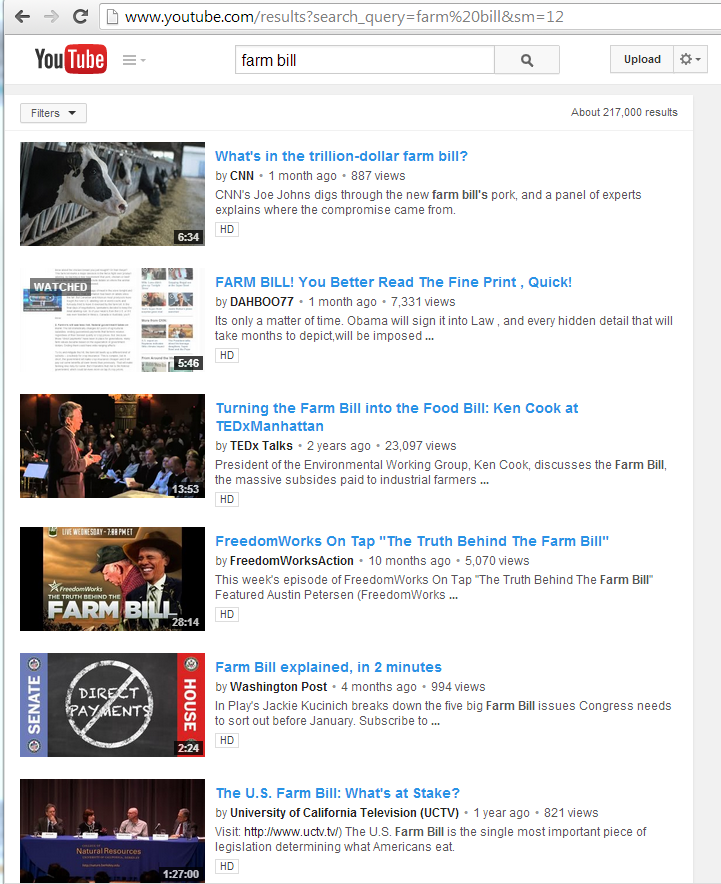 www.youtube.com/results?search_query=farm%20bill&sm=12
YouTube
farm bill
Upload
Filters
About 217,000 results
6:34
What's in the trillion-dollar farm bill?
by CNN • 1 month ago • 887 views
CNN's Joe Johns digs through the new farm bill's pork, and a panel of experts
explains where the compromise came from.
HD
WATCHED
5:46
FARM BILL! You Better Read The Fine Print , Quick!
by DAHBOO77 • 1 month ago • 7,331 views
Its only a matter of time. Obama will sign it into Law , and every hidden detail that will
take months to depict,will be imposed ...
HD
13:53
Turning the Farm Bill into the Food Bill: Ken Cook at
TEDxManhattan
by TEDx Talks • 2 years ago • 23,097 views
President of the Environmental Working Group, Ken Cook, discusses the Farm Bill,
the massive subsides paid to industrial farmers ...
HD
LIVE WEDNESDAY - 7:00 PM ET
FreedomWorks
THE TRUTH BEHIND THE
FARM BILL
28:14
FreedomWorks On Tap "The Truth Behind The Farm Bill"
by FreedomWorksAction • 10 months ago • 5,070 views
This week's episode of FreedomWorks On Tap "The Truth Behind The Farm Bill"
Featured Austin Petersen (FreedomWorks ...
HD
SENATE
DIRECT
PAYMENTS
HOUSE
2:24
Farm Bill explained, in 2 minutes
by Washington Post • 4 months ago • 994 views
In Play's Jackie Kucinich breaks down the five big Farm Bill issues Congress needs
to sort out before January. Subscribe to ...
HD
Natural Resources
1:27:00
The U.S. Farm Bill: What's at Stake?
by University of California Television (UCTV) • 1 year ago • 821 views
Visit: http://www.uctv.tv/) The U.S. Farm Bill is the single most important piece of
legislation determining what Americans eat.
HD